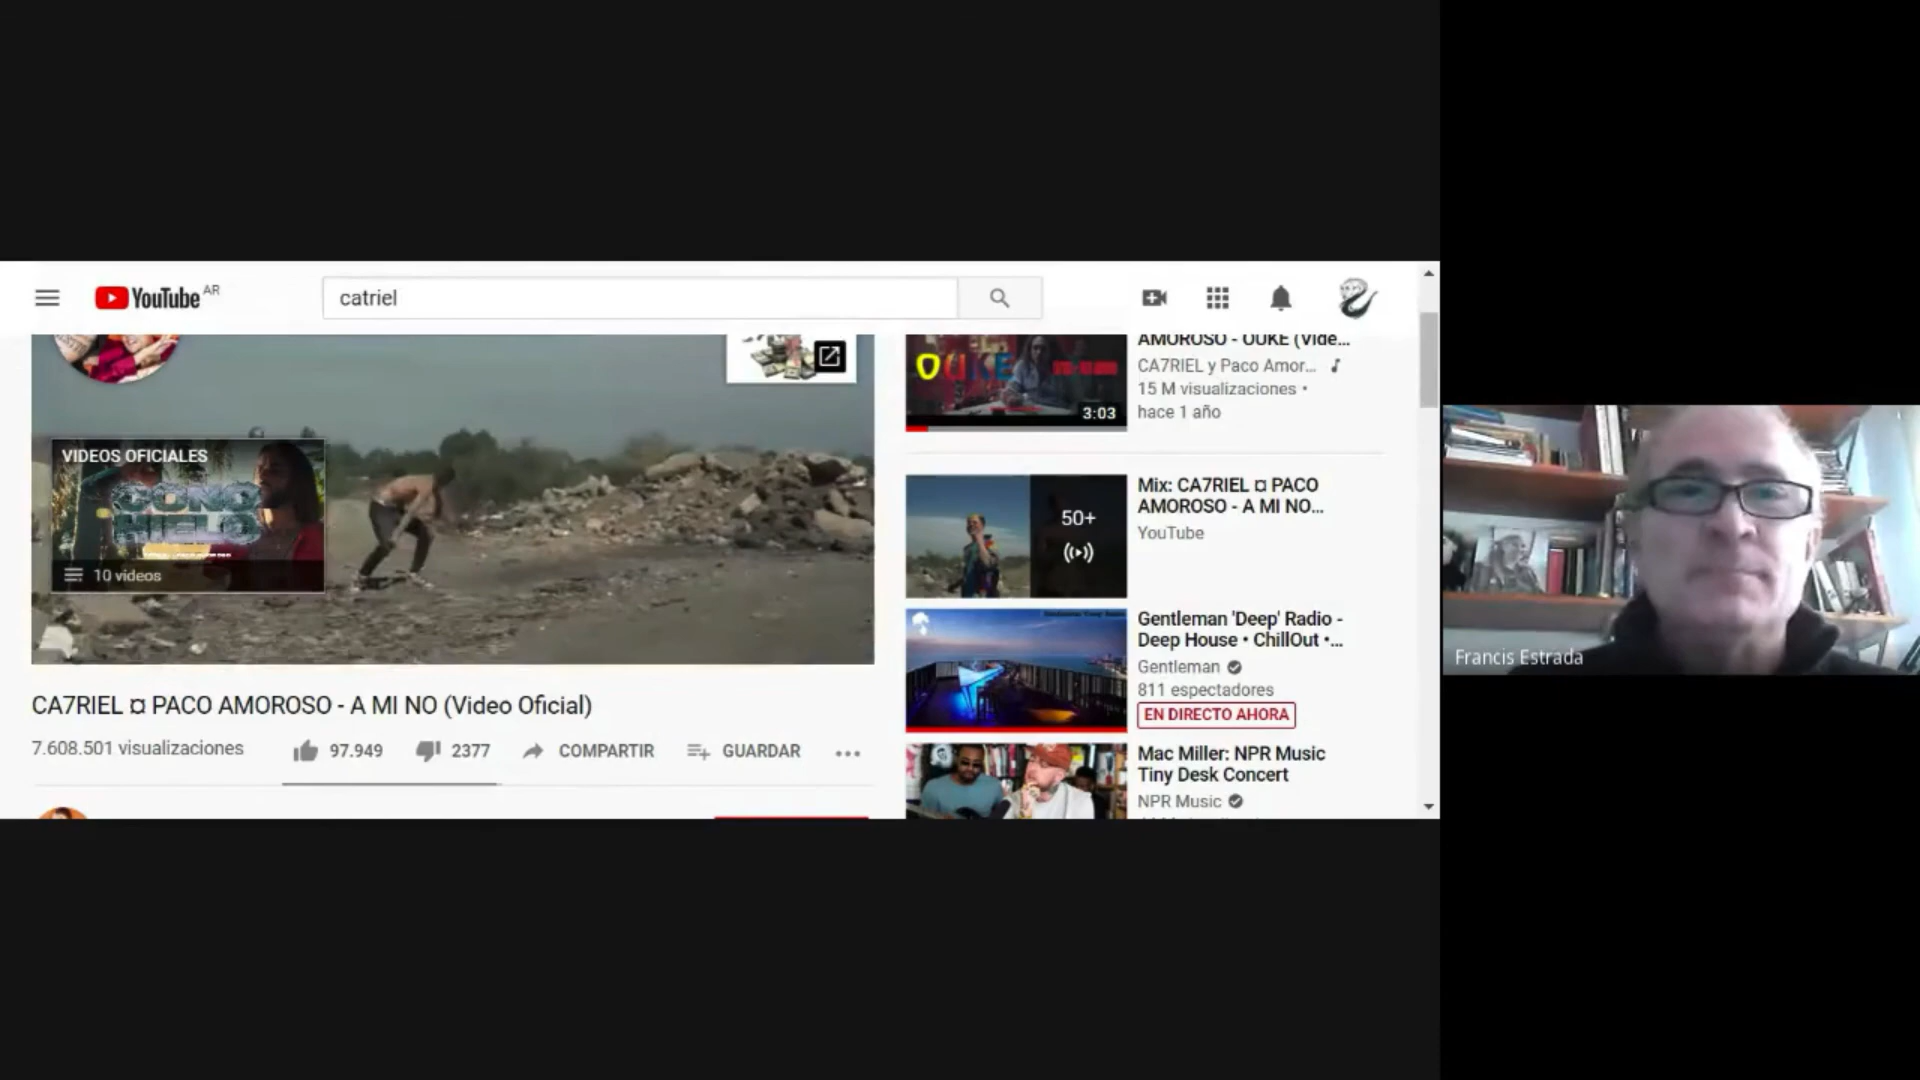 YouTube AR
catriel
VIDEOS OFICIALES
10 videos
CA7RIEL ¤ PACO AMOROSO - A MI NO (Video Oficial)
7.608.501 visualizaciones
97.949
2377
COMPARTIR
GUARDAR
OUKE
3:03
AMOROSO - OUKE (Vide...
CA7RIEL y Paco Amor...
15 M visualizaciones •
hace 1 año
50+
Mix: CA7RIEL ¤ PACO
AMOROSO - A MI NO...
YouTube
Gentleman 'Deep' Radio -
Deep House • ChillOut •...
Gentleman
811 espectadores
EN DIRECTO AHORA
Mac Miller: NPR Music
Tiny Desk Concert
NPR Music
Francis Estrada